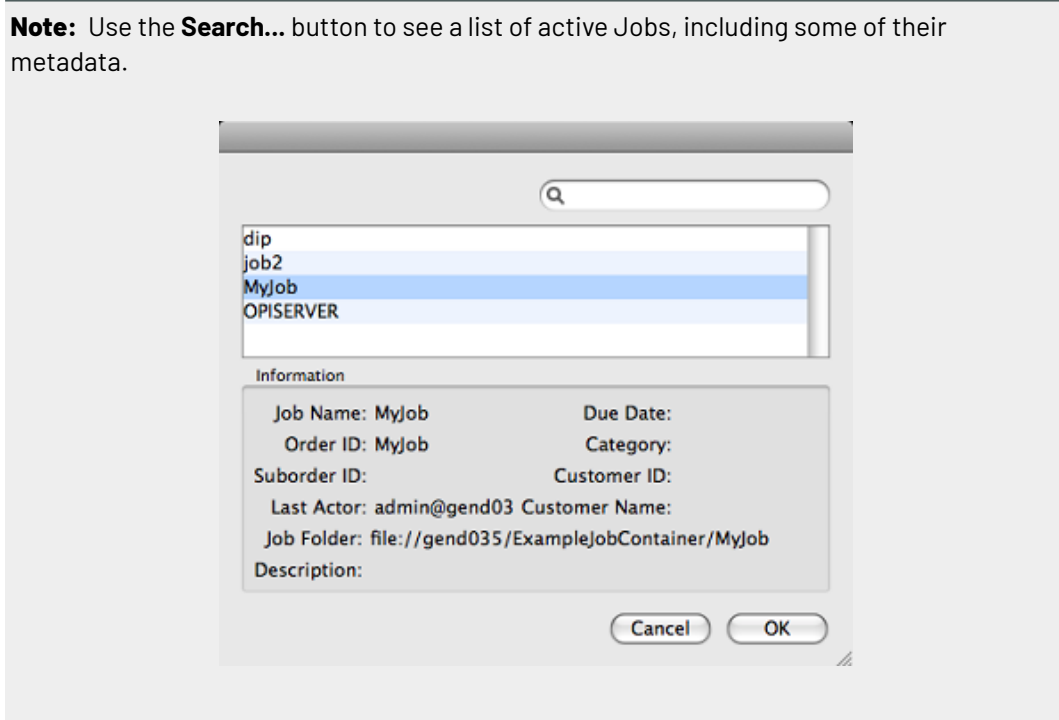 Note: Use the Search... button to see a list of active Jobs, including some of their
metadata.
dip
job2
MyJob
OPISERVER
Information
Job Name: MyJob Due Date:
Order ID: MyJob Category:
Suborder ID: Customer ID:
Last Actor: admin@gend03 Customer Name:
Job Folder: file://gend035/ExampleJobContainer/MyJob
Description:
Cancel OK